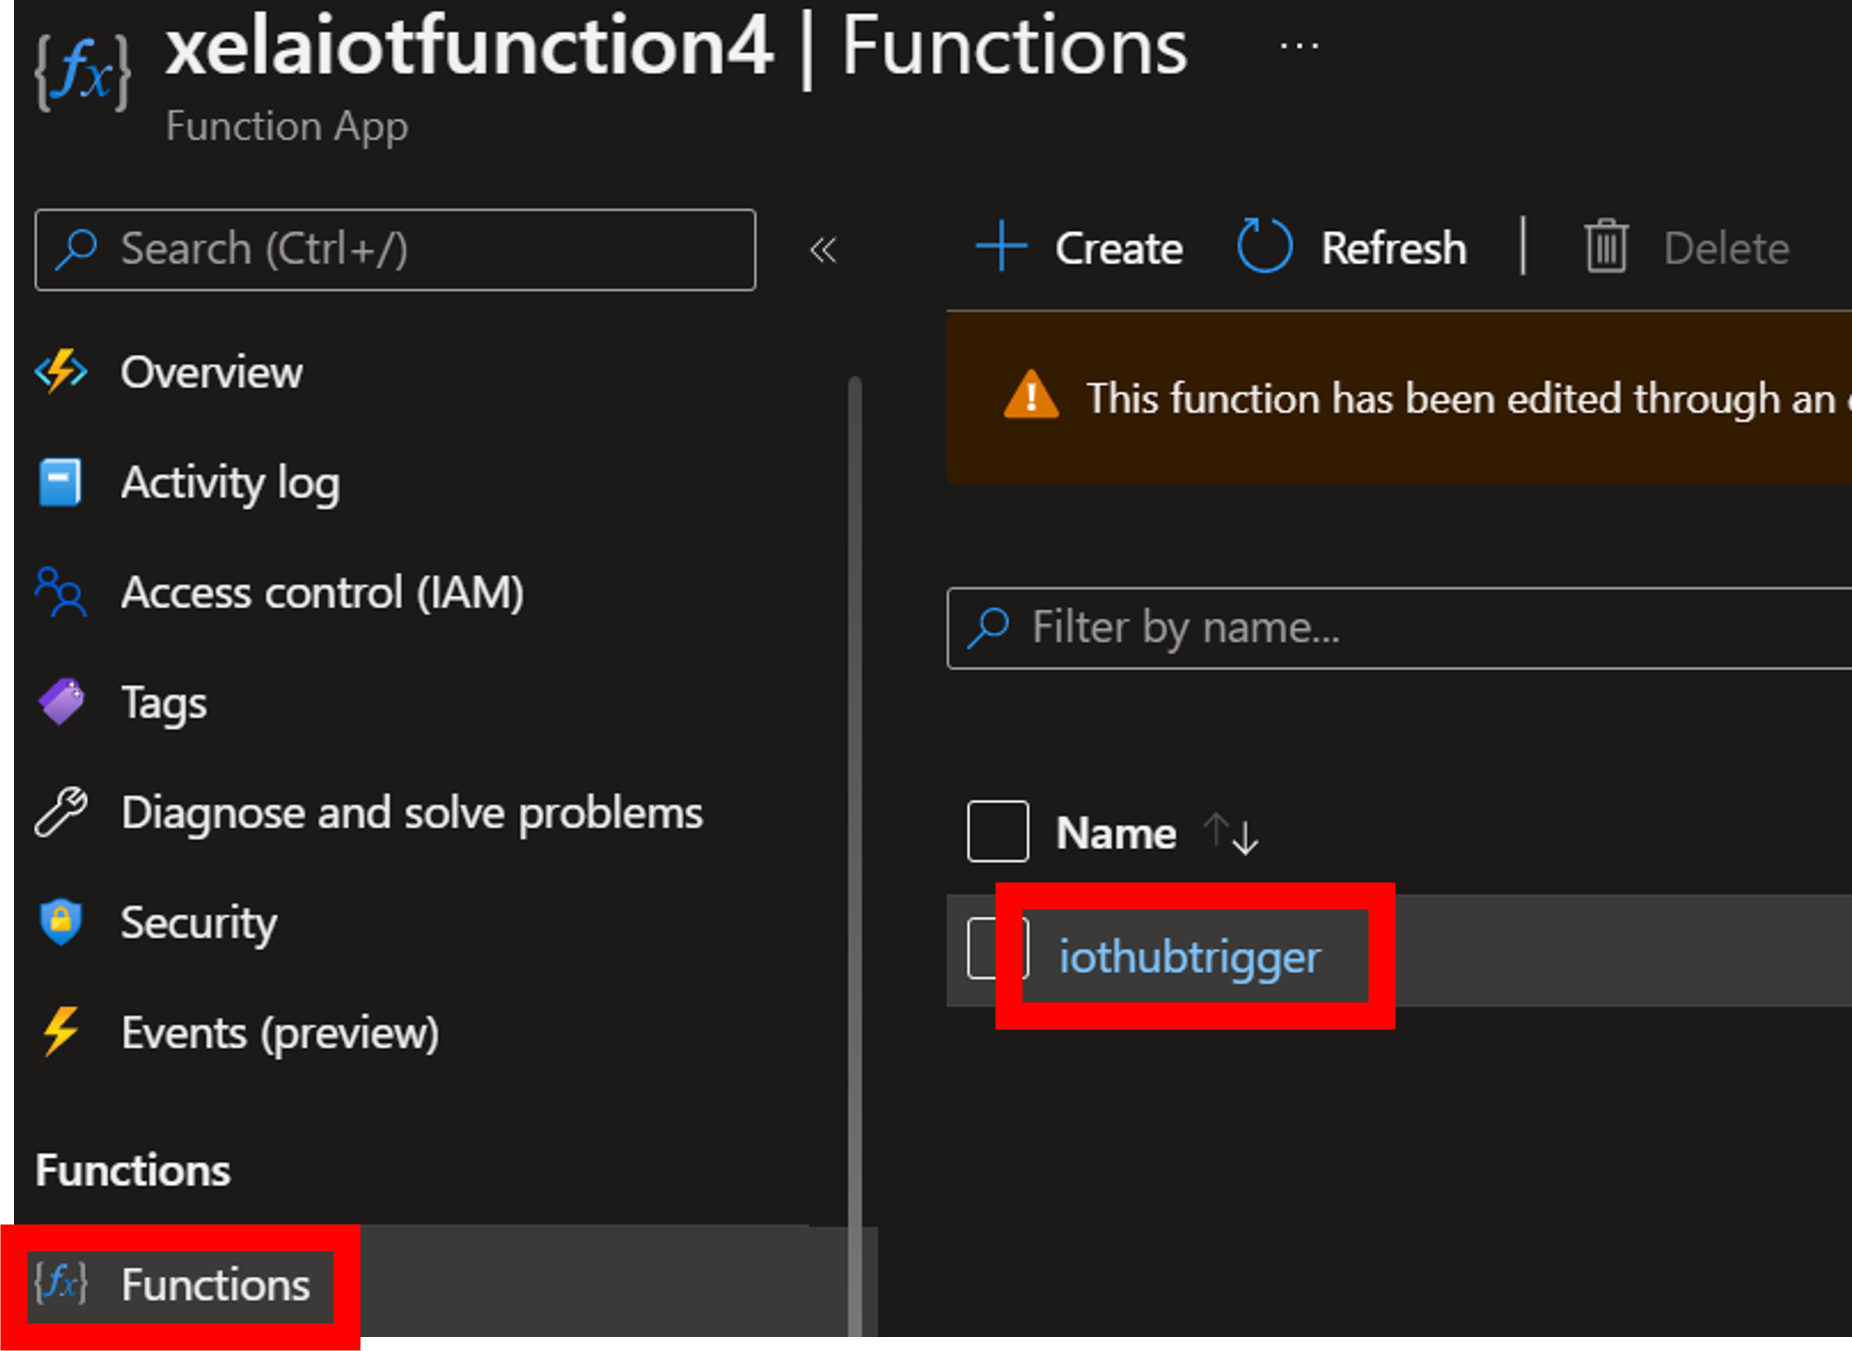 xelaiotfunction4 | Functions ...
Function App
Search (Ctrl+/)
«
Overview
Activity log
Access control (IAM)
Tags
Diagnose and solve problems
Security
Events (preview)
Functions
Functions
Create
Refresh
Delete
This function has been edited through an
Filter by name...
Name
iothubtrigger